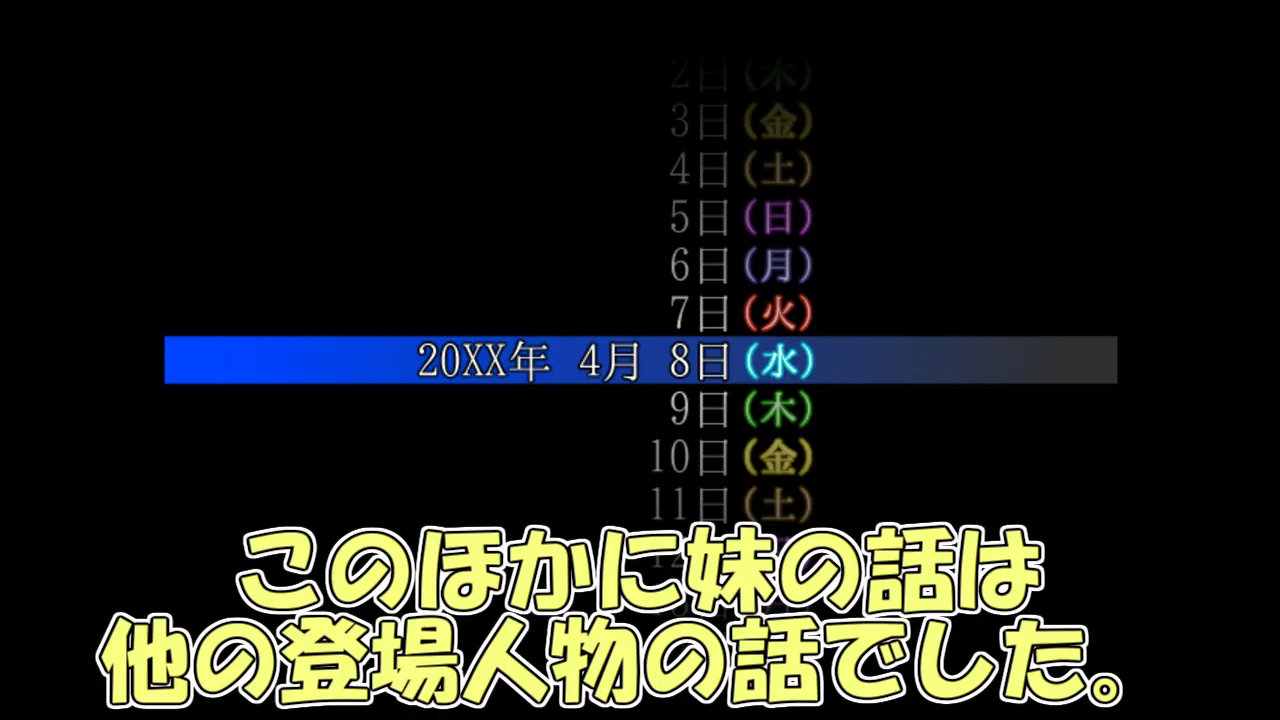 2日(木)
3日(金)
4日(土)
5日(日)
6日(月)
7日(火)
20XX年 4月 8日(水)
9日(木)
10日(金)
11日(土)
このほかに妹の話は
他の登場人物の話でした。